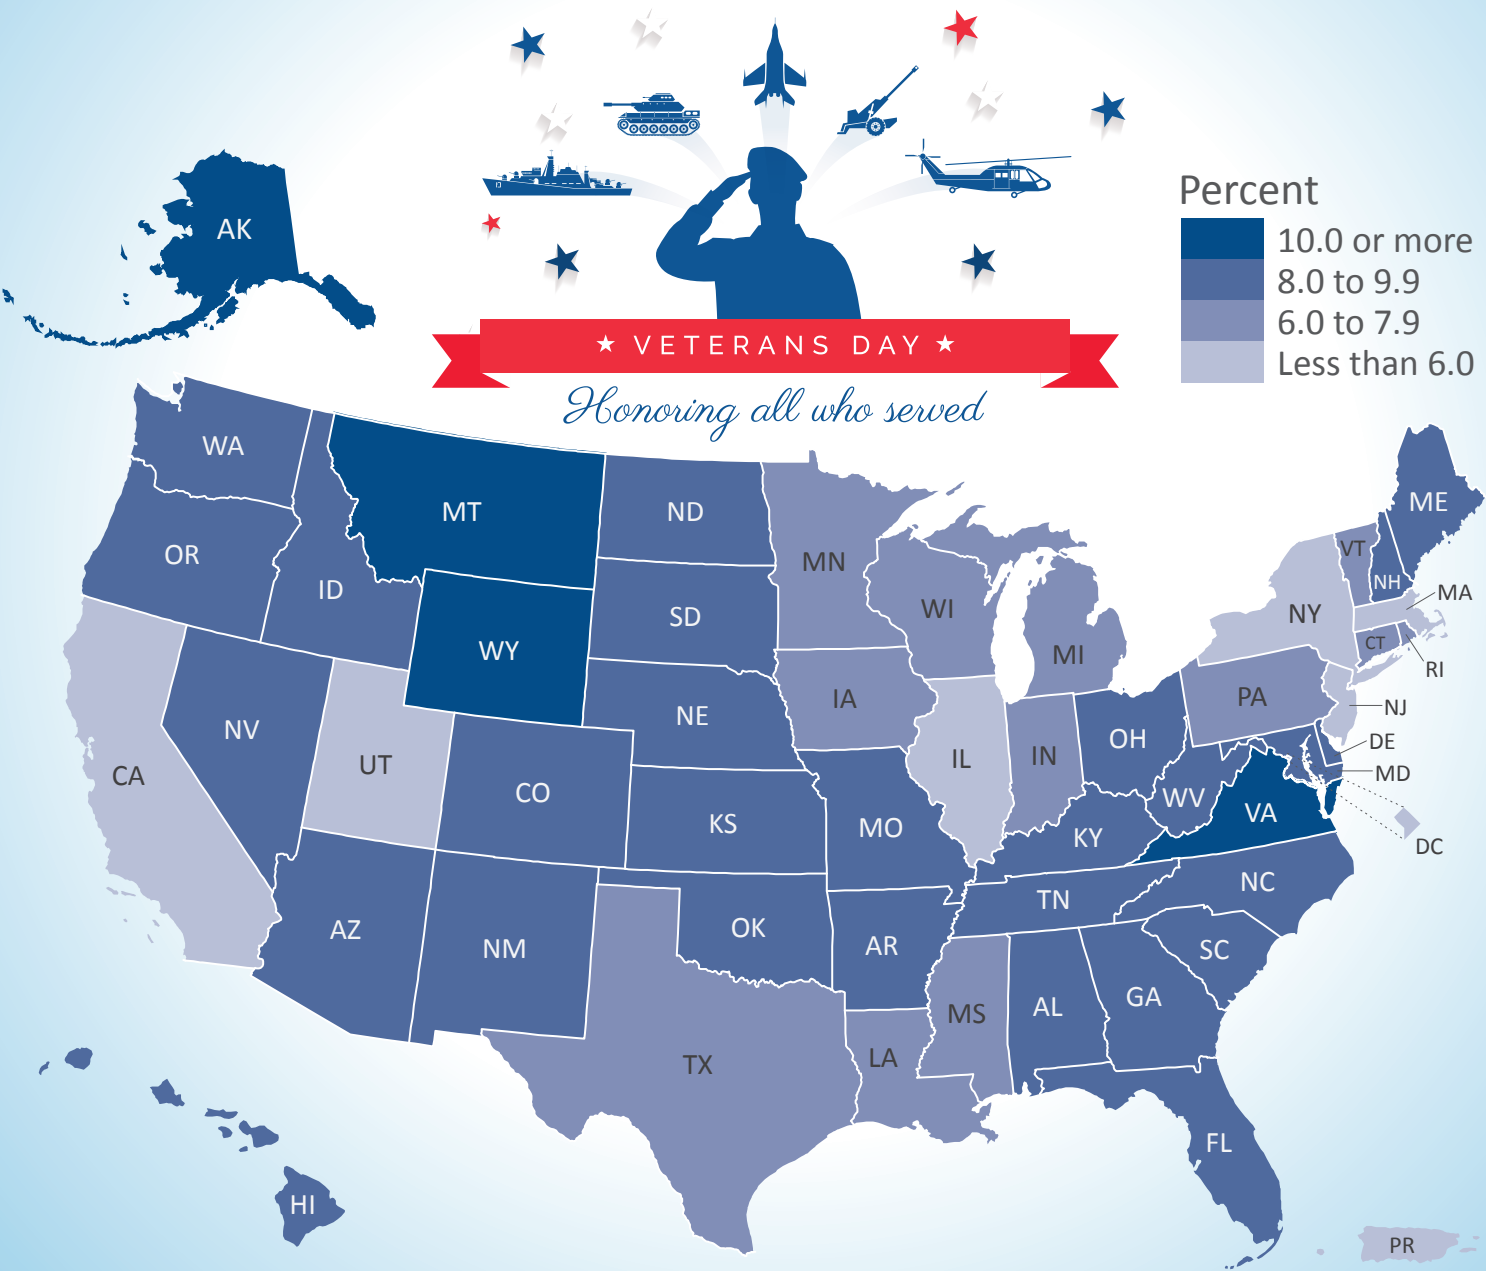 Percent
10.0 or more
8.0 to 9.9
6.0 to 7.9
Less than 6.0
★ VETERANS DAY ★
Honoring all who served
AK
WA
MT
ND
MN
ME
OR
ID
SD
WI
VT
NH
MA
NY
WY
MI
CT
RI
NE
IA
PA
NJ
NV
UT
OH
DE
CA
CO
IL
IN
MD
KS
MO
WV
VA
KY
DC
AZ
NM
OK
AR
TN
NC
SC
TX
LA
MS
AL
GA
FL
HI
PR